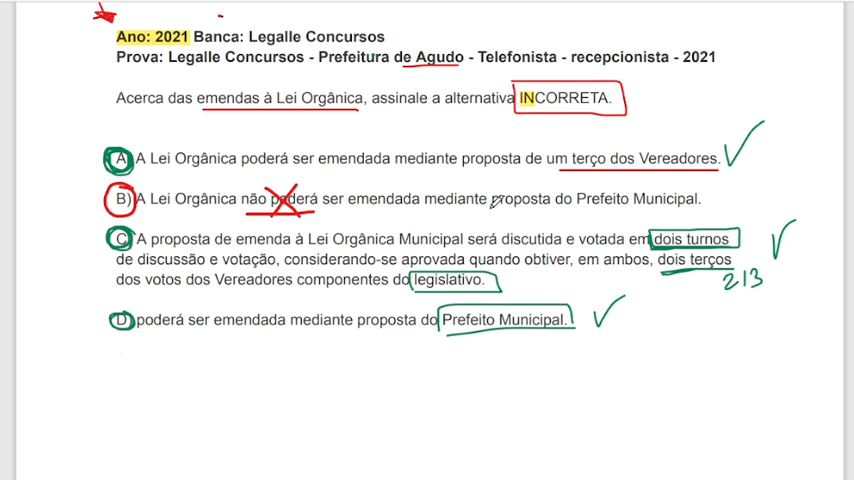 Ano: 2021 Banca: Legalle Concursos
Prova: Legalle Concursos - Prefeitura de Agudo - Telefonista - recepcionista - 2021
Acerca das emendas à Lei Orgânica, assinale a alternativa INCORRETA.
A) A Lei Orgânica poderá ser emendada mediante proposta de um terço dos Vereadores.
B) A Lei Orgânica não poderá ser emendada mediante proposta do Prefeito Municipal.
C) A proposta de emenda à Lei Orgânica Municipal será discutida e votada em dois turnos
de discussão e votação, considerando-se aprovada quando obtiver, em ambos, dois terços
dos votos dos Vereadores componentes do legislativo.
2/3
D) poderá ser emendada mediante proposta do Prefeito Municipal.